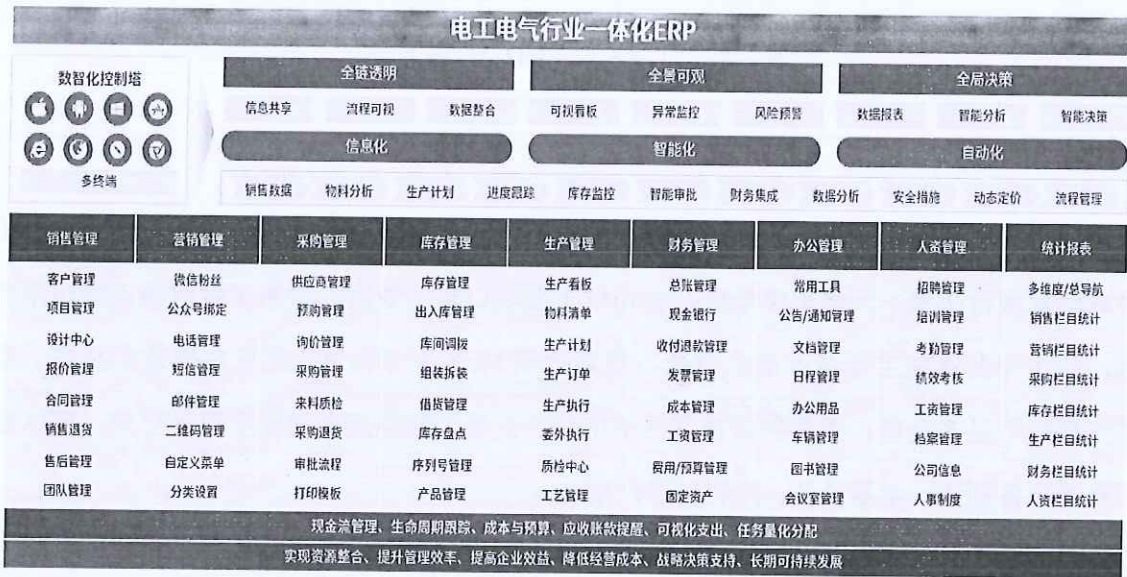 电工电气行业一体化ERP
数智化控制塔
多终端
全链透明 全景可观 全局决策
信息共享 流程可视 数据整合 可视看板 异常监控 风险预警 数据报表 智能分析 智能决策
信息化 智能化 自动化
销售数据 物料分析 生产计划 进度跟踪 库存监控 智能审批 财务集成 数据分析 安全措施 动态定价 流程管理
销售管理 营销管理 采购管理 库存管理 生产管理 财务管理 办公管理 人资管理 统计报表
客户管理 微信粉丝 供应商管理 库存管理 生产看板 总账管理 常用工具 招聘管理 多维度/总导航
项目管理 公众号绑定 预购管理 出入库管理 物料清单 现金银行 公告/通知管理 培训管理 销售栏目统计
设计中心 电话管理 询价管理 库间调拨 生产计划 收付退款管理 文档管理 考勤管理 营销栏目统计
报价管理 短信管理 采购管理 组装拆装 生产订单 发票管理 日程管理 绩效考核 采购栏目统计
合同管理 邮件管理 来料质检 借货管理 生产执行 成本管理 办公用品 工资管理 库存栏目统计
销售退货 二维码管理 采购退货 库存盘点 委外执行 工资管理 车辆管理 档案管理 生产栏目统计
售后管理 自定义菜单 审批流程 序列号管理 质检中心 费用/预算管理 图书管理 公司信息 财务栏目统计
团队管理 分类设置 打印模板 产品管理 工艺管理 固定资产 会议室管理 人事制度 人资栏目统计
现金流管理、生命周期跟踪、成本与预算、应收账款提醒、可视化支出、任务量化分配
实现资源整合、提升管理效率、提高企业效益、降低经营成本、战略决策支持、长期可持续发展